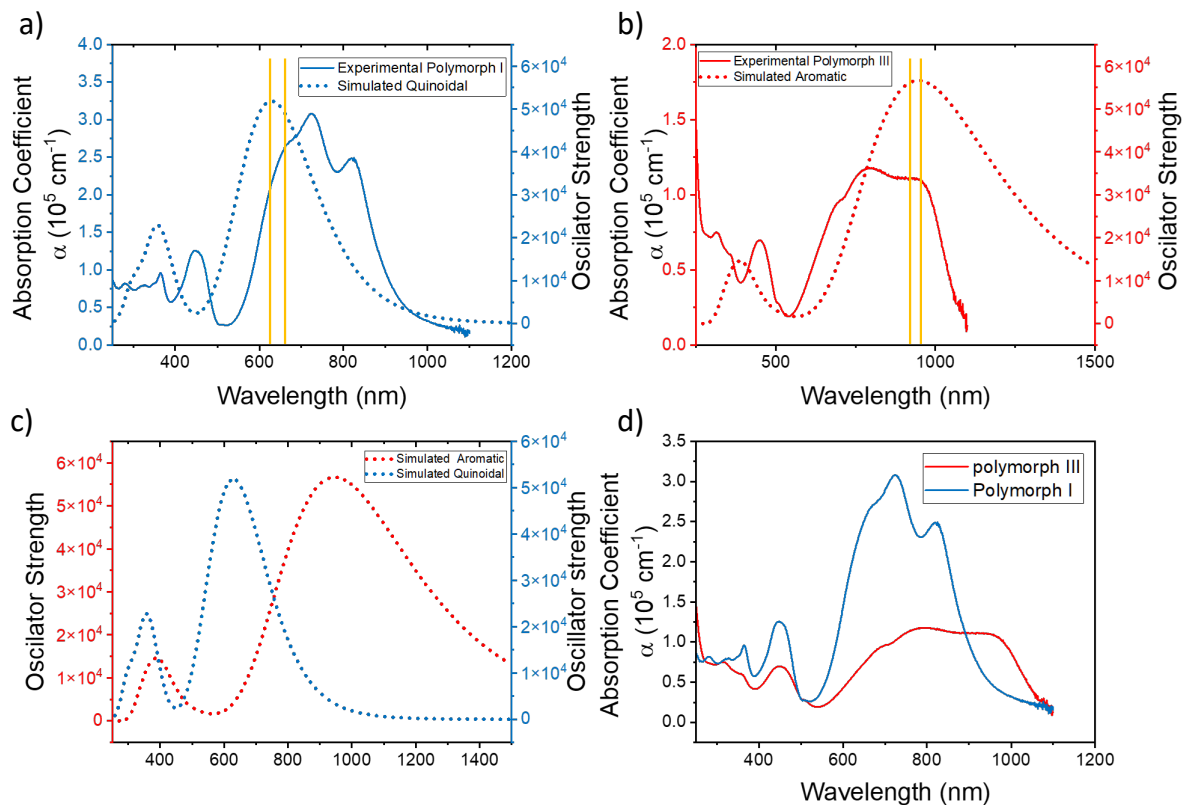 a)
Experimental Polymorph I
Simulated Quinoidal
Absorption Coefficient
α (10⁵ cm⁻¹)
4.0
3.5
3.0
2.5
2.0
1.5
1.0
0.5
0.0
6×10⁴
5×10⁴
4×10⁴
3×10⁴
2×10⁴
1×10⁴
0
Oscilator Strength
400 600 800 1000 1200
Wavelength (nm)
b)
Experimental Polymorph III
Simulated Aromatic
Absorption Coefficient
α (10⁵ cm⁻¹)
2.0
1.5
1.0
0.5
0.0
6×10⁴
5×10⁴
4×10⁴
3×10⁴
2×10⁴
1×10⁴
0
Oscilator Strength
500 1000 1500
Wavelength (nm)
c)
Simulated Aromatic
Simulated Quinoidal
Oscilator Strength
6×10⁴
5×10⁴
4×10⁴
3×10⁴
2×10⁴
1×10⁴
0
6×10⁴
5×10⁴
4×10⁴
3×10⁴
2×10⁴
1×10⁴
0
Oscillator strength
400 600 800 1000 1200 1400
Wavelength (nm)
d)
polymorph III
Polymorph I
Absorption Coefficient
α (10⁵ cm⁻¹)
3.5
3.0
2.5
2.0
1.5
1.0
0.5
0.0
400 600 800 1000 1200
Wavelength (nm)